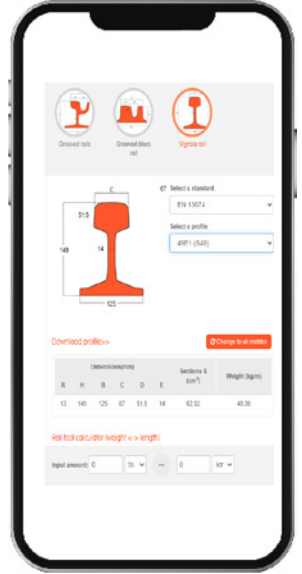 Grooved rails
Grooved block rail
Vignole rail
C
51.5
149
14
125
Select a standard
EN 13674
Select a profile
49E1 (S49)
Download profile>>
Change to uk metrics
Dimensions(mm)
Sections S (cm²)
Weight (kg/m)
R H B C D E
13 149 125 67 51.5 14 62.92 49.39
Rail tool calculator (weight < > length)
Input amount: 0 tn 0 km